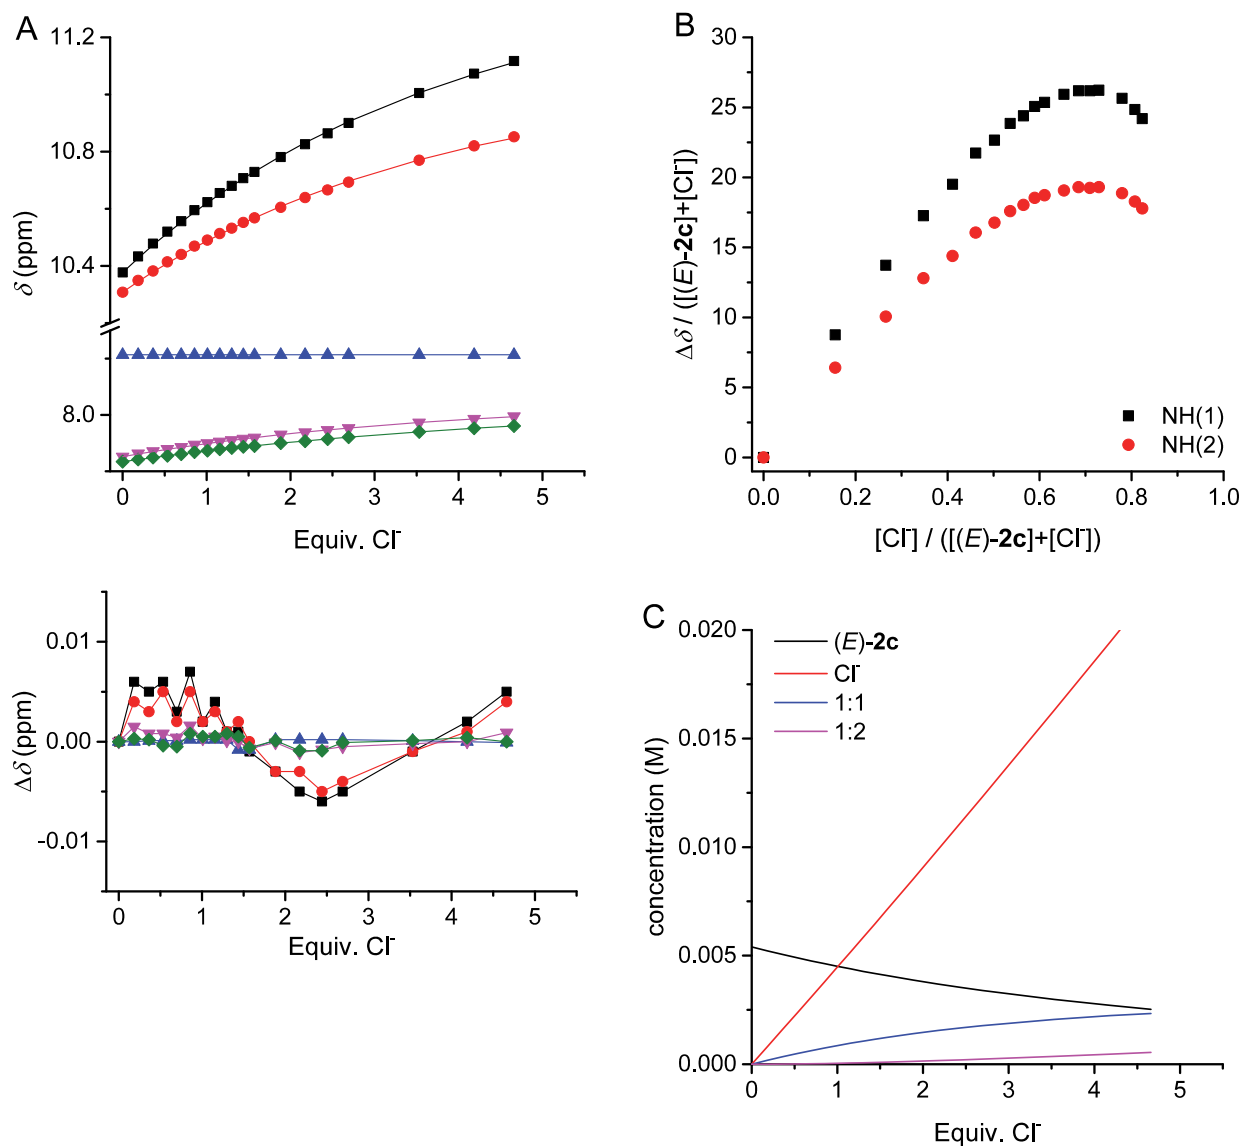 A
11.2
10.8
10.4
8.0
δ (ppm)
0 1 2 3 4 5
Equiv. Cl⁻
B
30
25
20
15
10
5
0
Δδ / ([(E)-2c]+[Cl⁻])
NH(1)
NH(2)
0.0 0.2 0.4 0.6 0.8 1.0
[Cl⁻] / ([(E)-2c]+[Cl⁻])
0.01
0.00
-0.01
Δδ (ppm)
0 1 2 3 4 5
Equiv. Cl⁻
C
0.020
0.015
0.010
0.005
0.000
concentration (M)
(E)-2c
Cl⁻
1:1
1:2
0 1 2 3 4 5
Equiv. Cl⁻